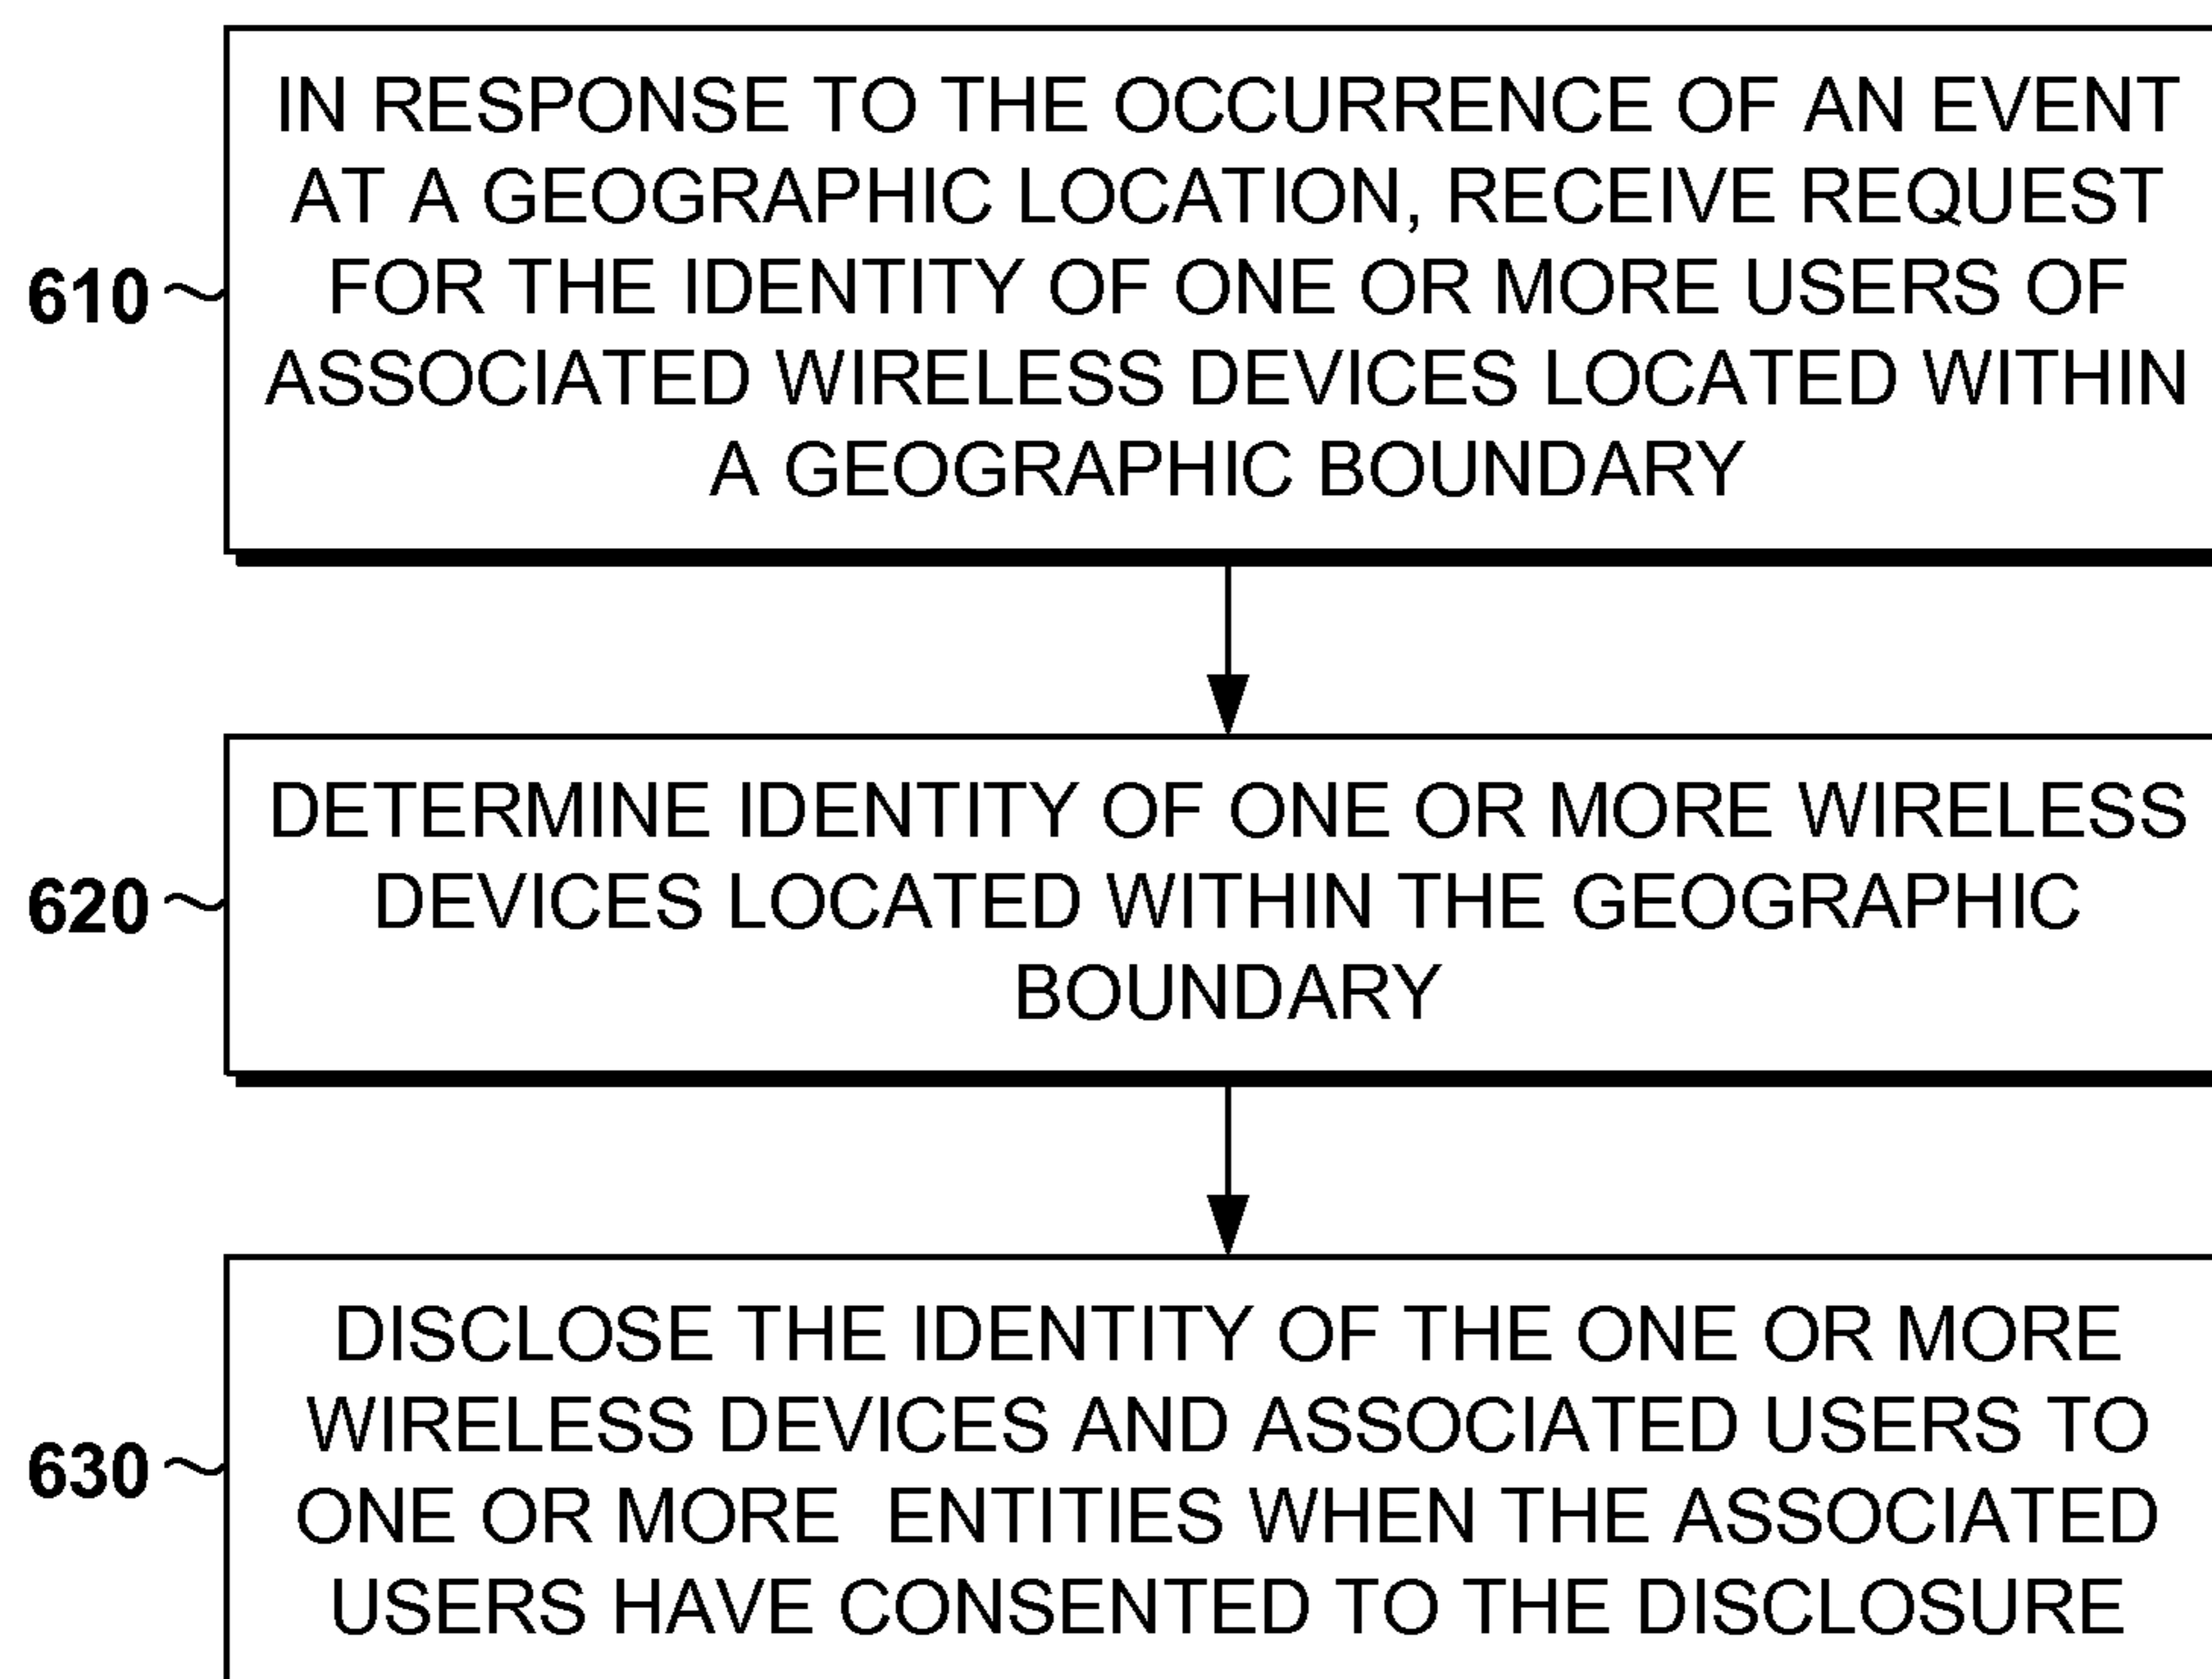 IN RESPONSE TO THE OCCURRENCE OF AN EVENT
AT A GEOGRAPHIC LOCATION, RECEIVE REQUEST
FOR THE IDENTITY OF ONE OR MORE USERS OF
ASSOCIATED WIRELESS DEVICES LOCATED WITHIN
A GEOGRAPHIC BOUNDARY
610
DETERMINE IDENTITY OF ONE OR MORE WIRELESS
DEVICES LOCATED WITHIN THE GEOGRAPHIC
BOUNDARY
620
DISCLOSE THE IDENTITY OF THE ONE OR MORE
WIRELESS DEVICES AND ASSOCIATED USERS TO
ONE OR MORE ENTITIES WHEN THE ASSOCIATED
USERS HAVE CONSENTED TO THE DISCLOSURE
630